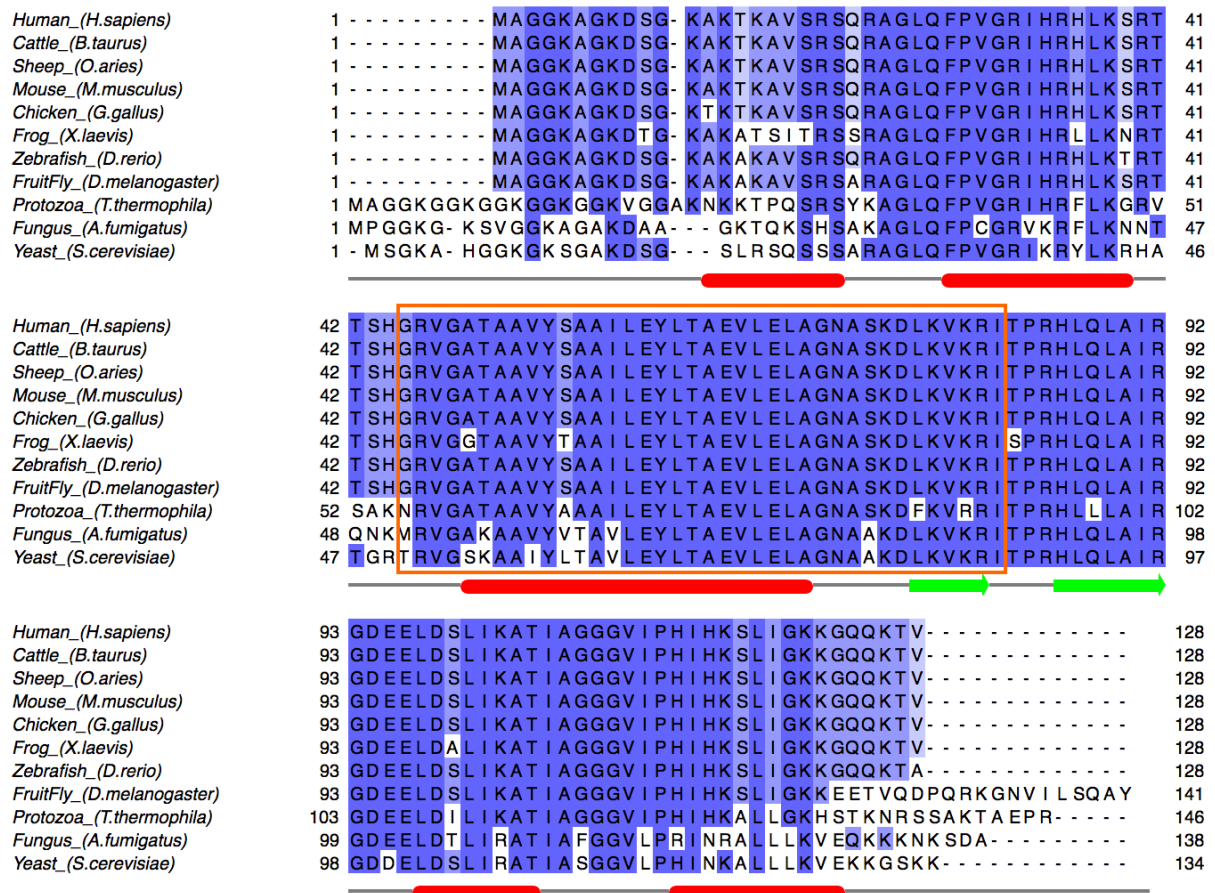 Human_(H.sapiens) 1 ---------MAGGKAGKDSG-KAKTKAVSRSQRAGLQFPVGRIHRHLKSRT 41
Cattle_(B.taurus) 1 ---------MAGGKAGKDSG-KAKTKAVSRSQRAGLQFPVGRIHRHLKSRT 41
Sheep_(O.aries) 1 ---------MAGGKAGKDSG-KAKTKAVSRSQRAGLQFPVGRIHRHLKSRT 41
Mouse_(M.musculus) 1 ---------MAGGKAGKDSG-KAKTKAVSRSQRAGLQFPVGRIHRHLKSRT 41
Chicken_(G.gallus) 1 ---------MAGGKAGKDSG-KTKTKAVSRSQRAGLQFPVGRIHRHLKSRT 41
Frog_(X.laevis) 1 ---------MAGGKAGKDTG-KAKATSITRSSRAGLQFPVGRIHRLLKNRT 41
Zebrafish_(D.rerio) 1 ---------MAGGKAGKDSG-KAKAKAVSRSQRAGLQFPVGRIHRHLKTRT 41
FruitFly_(D.melanogaster) 1 ---------MAGGKAGKDSG-KAKAKAVSRSARAGLQFPVGRIHRHLKSRT 41
Protozoa_(T.thermophila) 1 MAGGKGGKGGKGGKGGKVGGAKNKKTPQSRSYKAGLQFPVGRIHRFLKGRV 51
Fungus_(A.fumigatus) 1 MPGGKG-KSVGGKAGAKDAA---GKTQKSHSAKAGLQFPCGRVKRFLKNNT 47
Yeast_(S.cerevisiae) 1 -MSGKA-HGGKGKSGAKDSG---SLRSQSSSARAGLQFPVGRIKRYLKRHA 46
Human_(H.sapiens) 42 TSHGRVGATAAVYSAAILEYLTAEVLELAGNASKDLKVKRITPRHLQLAIR 92
Cattle_(B.taurus) 42 TSHGRVGATAAVYSAAILEYLTAEVLELAGNASKDLKVKRITPRHLQLAIR 92
Sheep_(O.aries) 42 TSHGRVGATAAVYSAAILEYLTAEVLELAGNASKDLKVKRITPRHLQLAIR 92
Mouse_(M.musculus) 42 TSHGRVGATAAVYSAAILEYLTAEVLELAGNASKDLKVKRITPRHLQLAIR 92
Chicken_(G.gallus) 42 TSHGRVGATAAVYSAAILEYLTAEVLELAGNASKDLKVKRITPRHLQLAIR 92
Frog_(X.laevis) 42 TSHGRVGGTAAVYTAAILEYLTAEVLELAGNASKDLKVKRISPRHLQLAIR 92
Zebrafish_(D.rerio) 42 TSHGRVGATAAVYSAAILEYLTAEVLELAGNASKDLKVKRITPRHLQLAIR 92
FruitFly_(D.melanogaster) 42 TSHGRVGATAAVYSAAILEYLTAEVLELAGNASKDLKVKRITPRHLQLAIR 92
Protozoa_(T.thermophila) 52 SAKNRVGATAAVYAAAILEYLTAEVLELAGNASKDFKVRRITPRHLLLAIR 102
Fungus_(A.fumigatus) 48 QNKMRVGAKAAVYVTAVLEYLTAEVLELAGNAAKDLKVKRITPRHLQLAIR 98
Yeast_(S.cerevisiae) 47 TGRTRVGSKAAIYLTAVLEYLTAEVLELAGNAAKDLKVKRITPRHLQLAIR 97
Human_(H.sapiens) 93 GDEELDSLIKATIAGGGVIPHIHKSLIGKKGQQKTV------------- 128
Cattle_(B.taurus) 93 GDEELDSLIKATIAGGGVIPHIHKSLIGKKGQQKTV------------- 128
Sheep_(O.aries) 93 GDEELDSLIKATIAGGGVIPHIHKSLIGKKGQQKTV------------- 128
Mouse_(M.musculus) 93 GDEELDSLIKATIAGGGVIPHIHKSLIGKKGQQKTV------------- 128
Chicken_(G.gallus) 93 GDEELDSLIKATIAGGGVIPHIHKSLIGKKGQQKTV------------- 128
Frog_(X.laevis) 93 GDEELDALIKATIAGGGVIPHIHKSLIGKKGQQKTV------------- 128
Zebrafish_(D.rerio) 93 GDEELDSLIKATIAGGGVIPHIHKSLIGKKGQQKTA------------- 128
FruitFly_(D.melanogaster) 93 GDEELDSLIKATIAGGGVIPHIHKSLIGKKEETVQDPQRKGNVILSQAY 141
Protozoa_(T.thermophila) 103 GDEELDILIKATIAGGGVIPHIHKALLGKHSTKNRSSAKTAEPR----- 146
Fungus_(A.fumigatus) 99 GDEELDTLIRATIAFGGVLPRINRALLLKVEQKKKNKSDA--------- 138
Yeast_(S.cerevisiae) 98 GDDELDSLIRATIASGGVLPHINKALLLKVEKKGSKK------------ 134